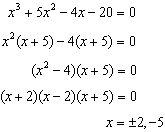 x³ + 5x² − 4x − 20 = 0
x²(x + 5) − 4(x + 5) = 0
(x² − 4)(x + 5) = 0
(x + 2)(x − 2)(x + 5) = 0
x = ±2, −5